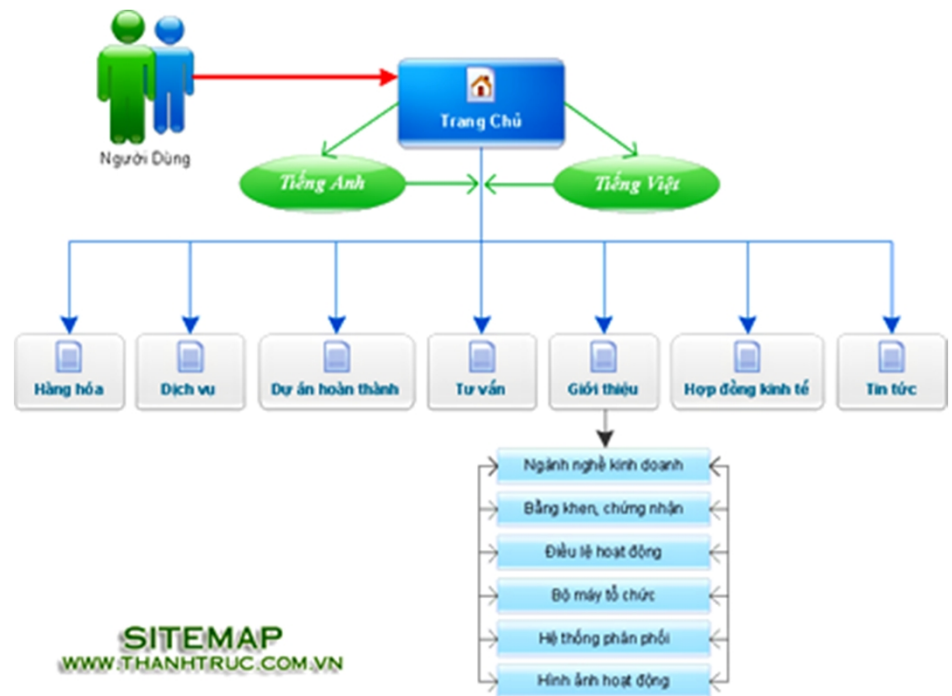 Trang Chủ
Người Dùng
Tiếng Anh
Tiếng Việt
Hàng hóa
Dịch vụ
Dự án hoàn thành
Tư vấn
Giới thiệu
Hợp đồng kinh tế
Tin tức
Ngành nghề kinh doanh
Bằng khen, chứng nhận
Điều lệ hoạt động
Bộ máy tổ chức
Hệ thống phân phối
Hình ảnh hoạt động
SITEMAP
WWW.THANHTRUC.COM.VN